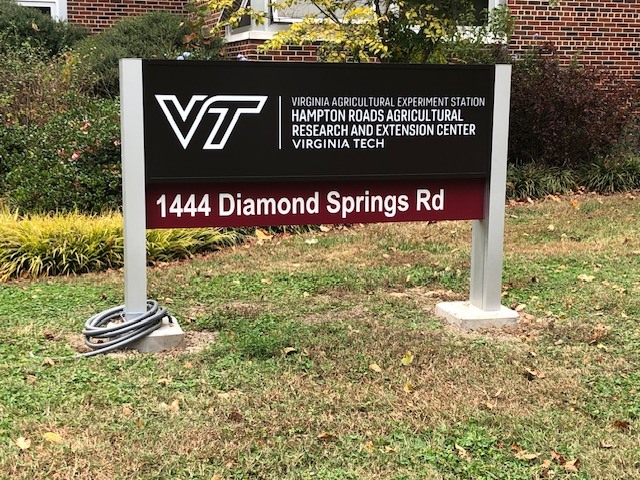 VT
VIRGINIA AGRICULTURAL EXPERIMENT STATION
HAMPTON ROADS AGRICULTURAL
RESEARCH AND EXTENSION CENTER
VIRGINIA TECH
1444 Diamond Springs Rd